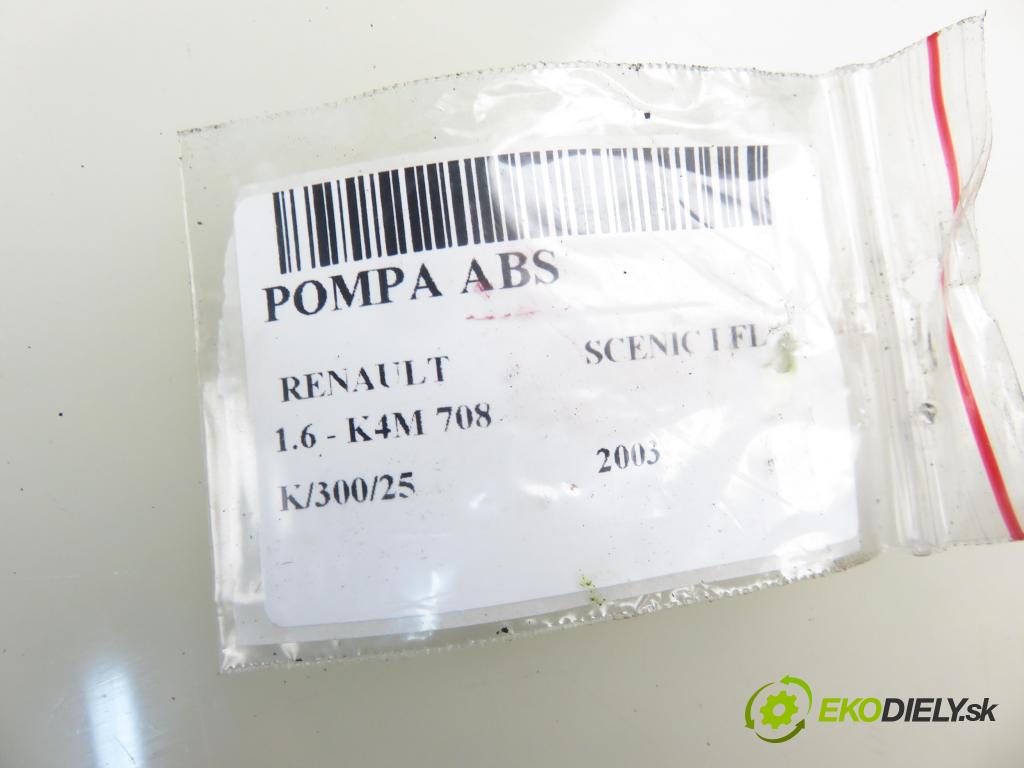 POMPA ABS
RENAULT SCENIC I FL
1.6 - K4M 708
K/300/25 2003
EKODIELY.sk